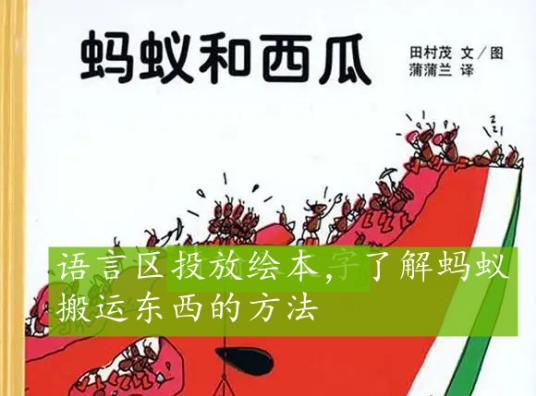 蚂蚁和西瓜
田村茂 文/图
蒲蒲兰 译
语言区投放绘本，了解蚂蚁
搬运东西的方法